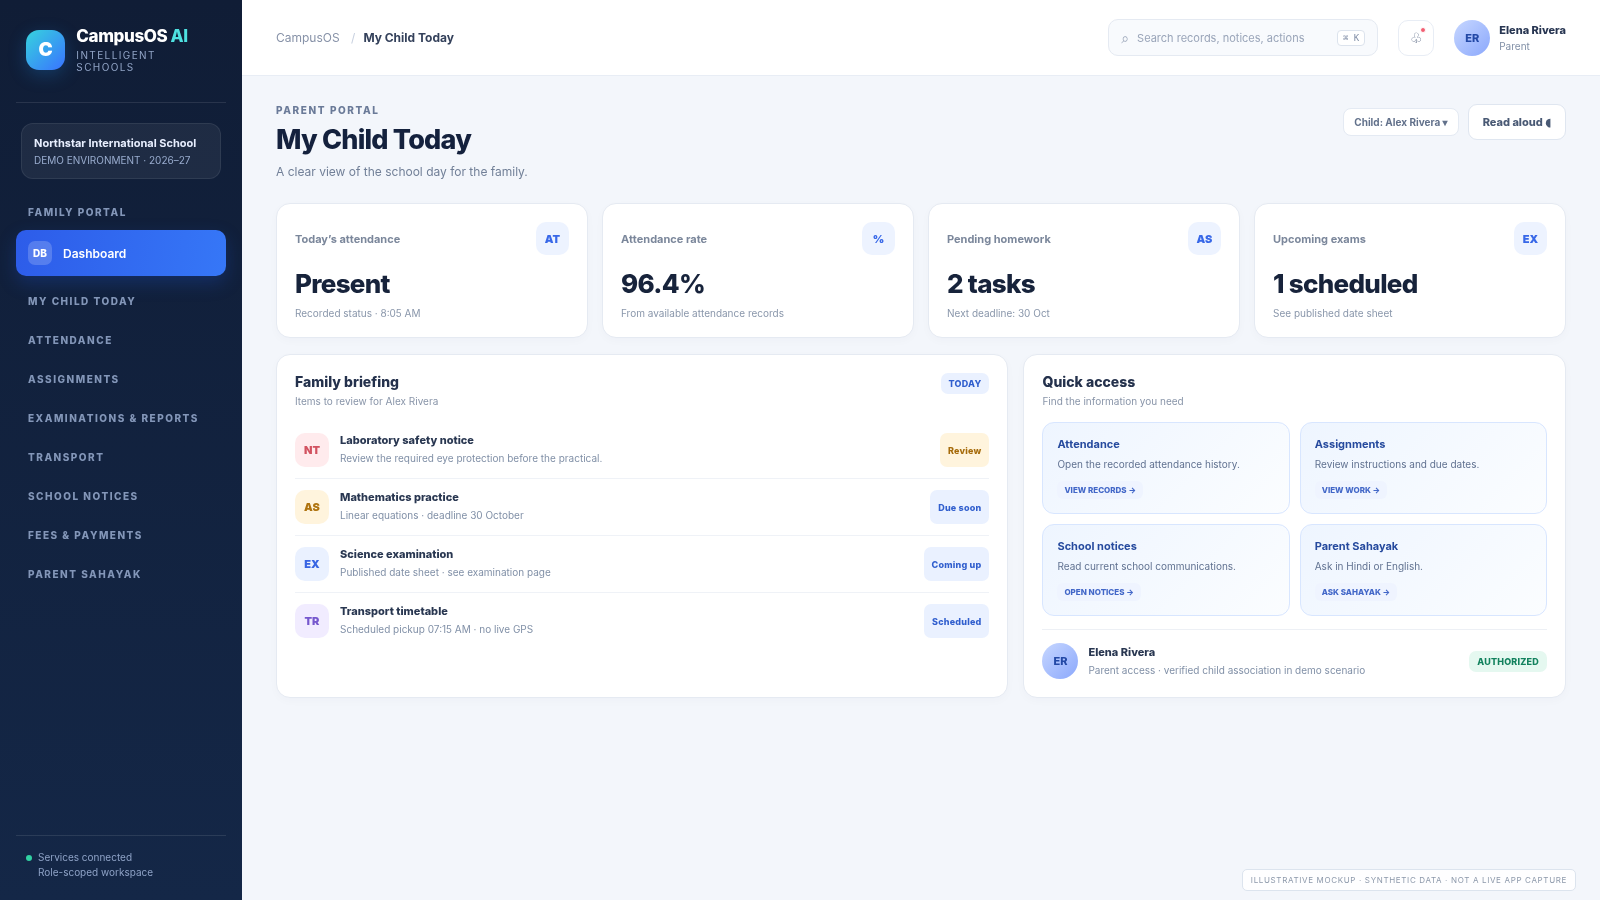 C
CampusOS AI
INTELLIGENT
SCHOOLS
Northstar International School
DEMO ENVIRONMENT · 2026–27
FAMILY PORTAL
DB Dashboard
MY CHILD TODAY
ATTENDANCE
ASSIGNMENTS
EXAMINATIONS & REPORTS
TRANSPORT
SCHOOL NOTICES
FEES & PAYMENTS
PARENT SAHAYAK
Services connected
Role-scoped workspace
CampusOS / My Child Today
Search records, notices, actions ⌘ K
ER
Elena Rivera
Parent
PARENT PORTAL
My Child Today
A clear view of the school day for the family.
Child: Alex Rivera ▾
Read aloud
Today’s attendance AT
Present
Recorded status · 8:05 AM
Attendance rate %
96.4%
From available attendance records
Pending homework AS
2 tasks
Next deadline: 30 Oct
Upcoming exams EX
1 scheduled
See published date sheet
Family briefing
Items to review for Alex Rivera
TODAY
NT
Laboratory safety notice
Review the required eye protection before the practical.
Review
AS
Mathematics practice
Linear equations · deadline 30 October
Due soon
EX
Science examination
Published date sheet · see examination page
Coming up
TR
Transport timetable
Scheduled pickup 07:15 AM · no live GPS
Scheduled
Quick access
Find the information you need
Attendance
Open the recorded attendance history.
VIEW RECORDS →
Assignments
Review instructions and due dates.
VIEW WORK →
School notices
Read current school communications.
OPEN NOTICES →
Parent Sahayak
Ask in Hindi or English.
ASK SAHAYAK →
ER
Elena Rivera
Parent access · verified child association in demo scenario
AUTHORIZED
ILLUSTRATIVE MOCKUP · SYNTHETIC DATA · NOT A LIVE APP CAPTURE